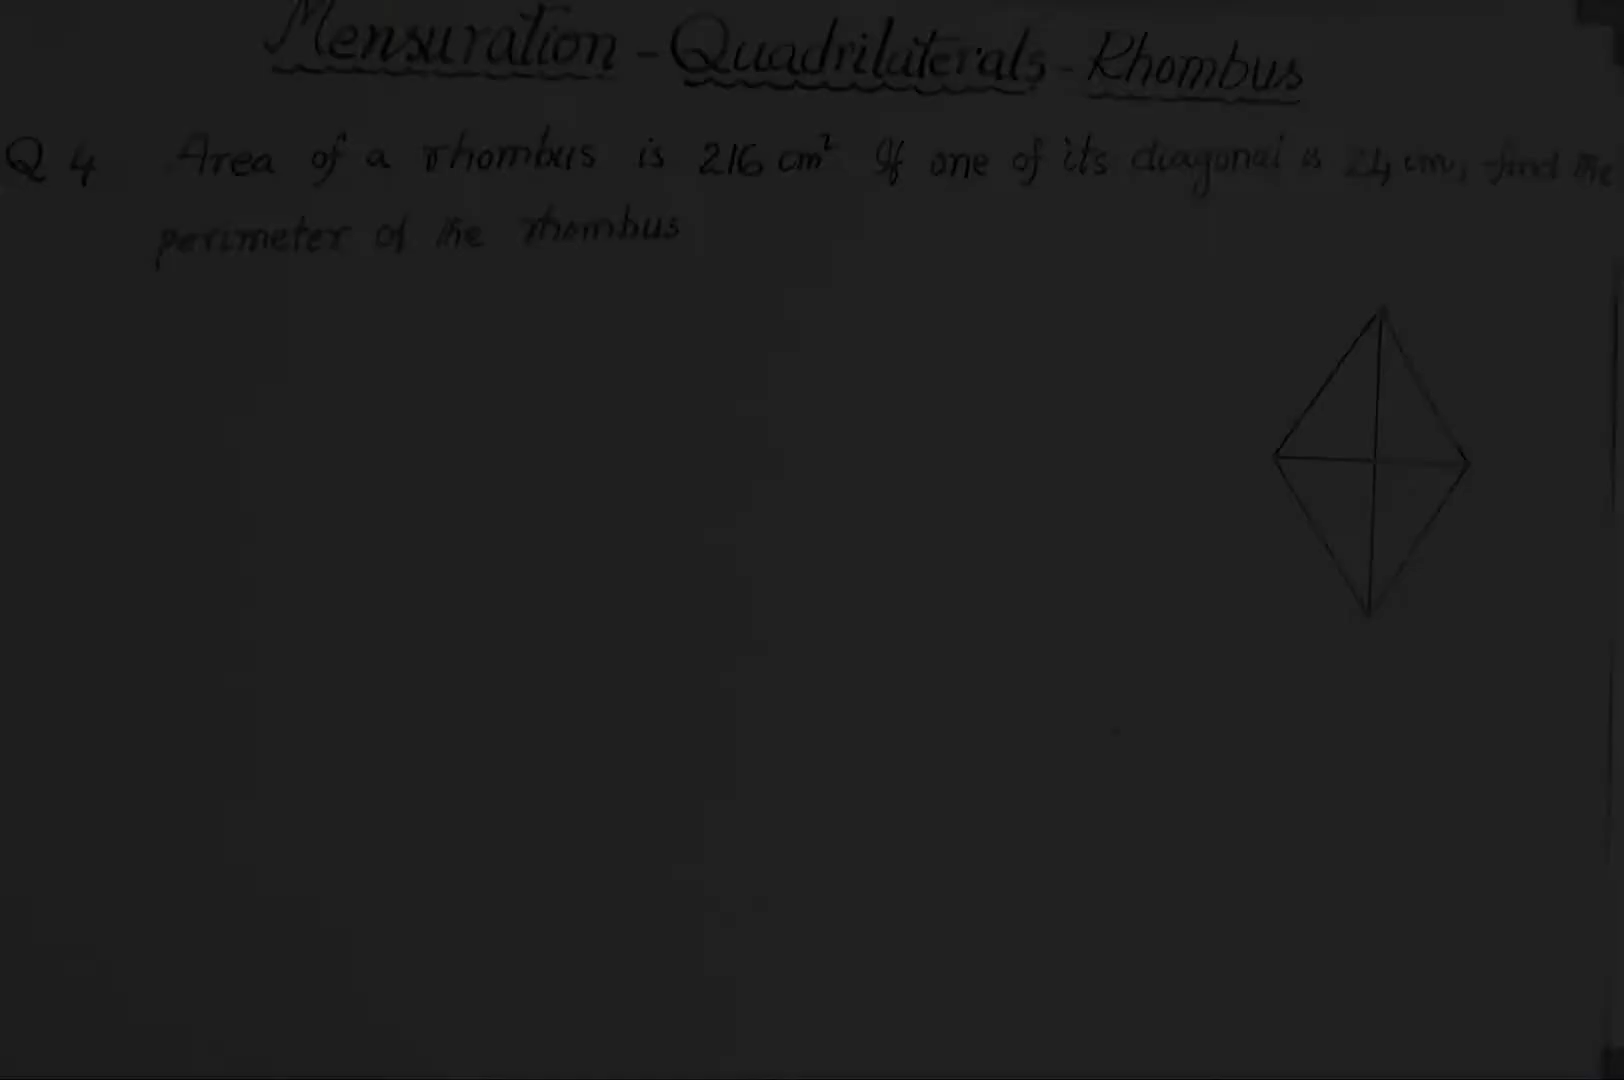 Mensuration - Quadrilaterals - Rhombus
Q 4 Area of a rhombus is 216 cm² If one of its diagonal is 24 cm, find the
perimeter of the rhombus